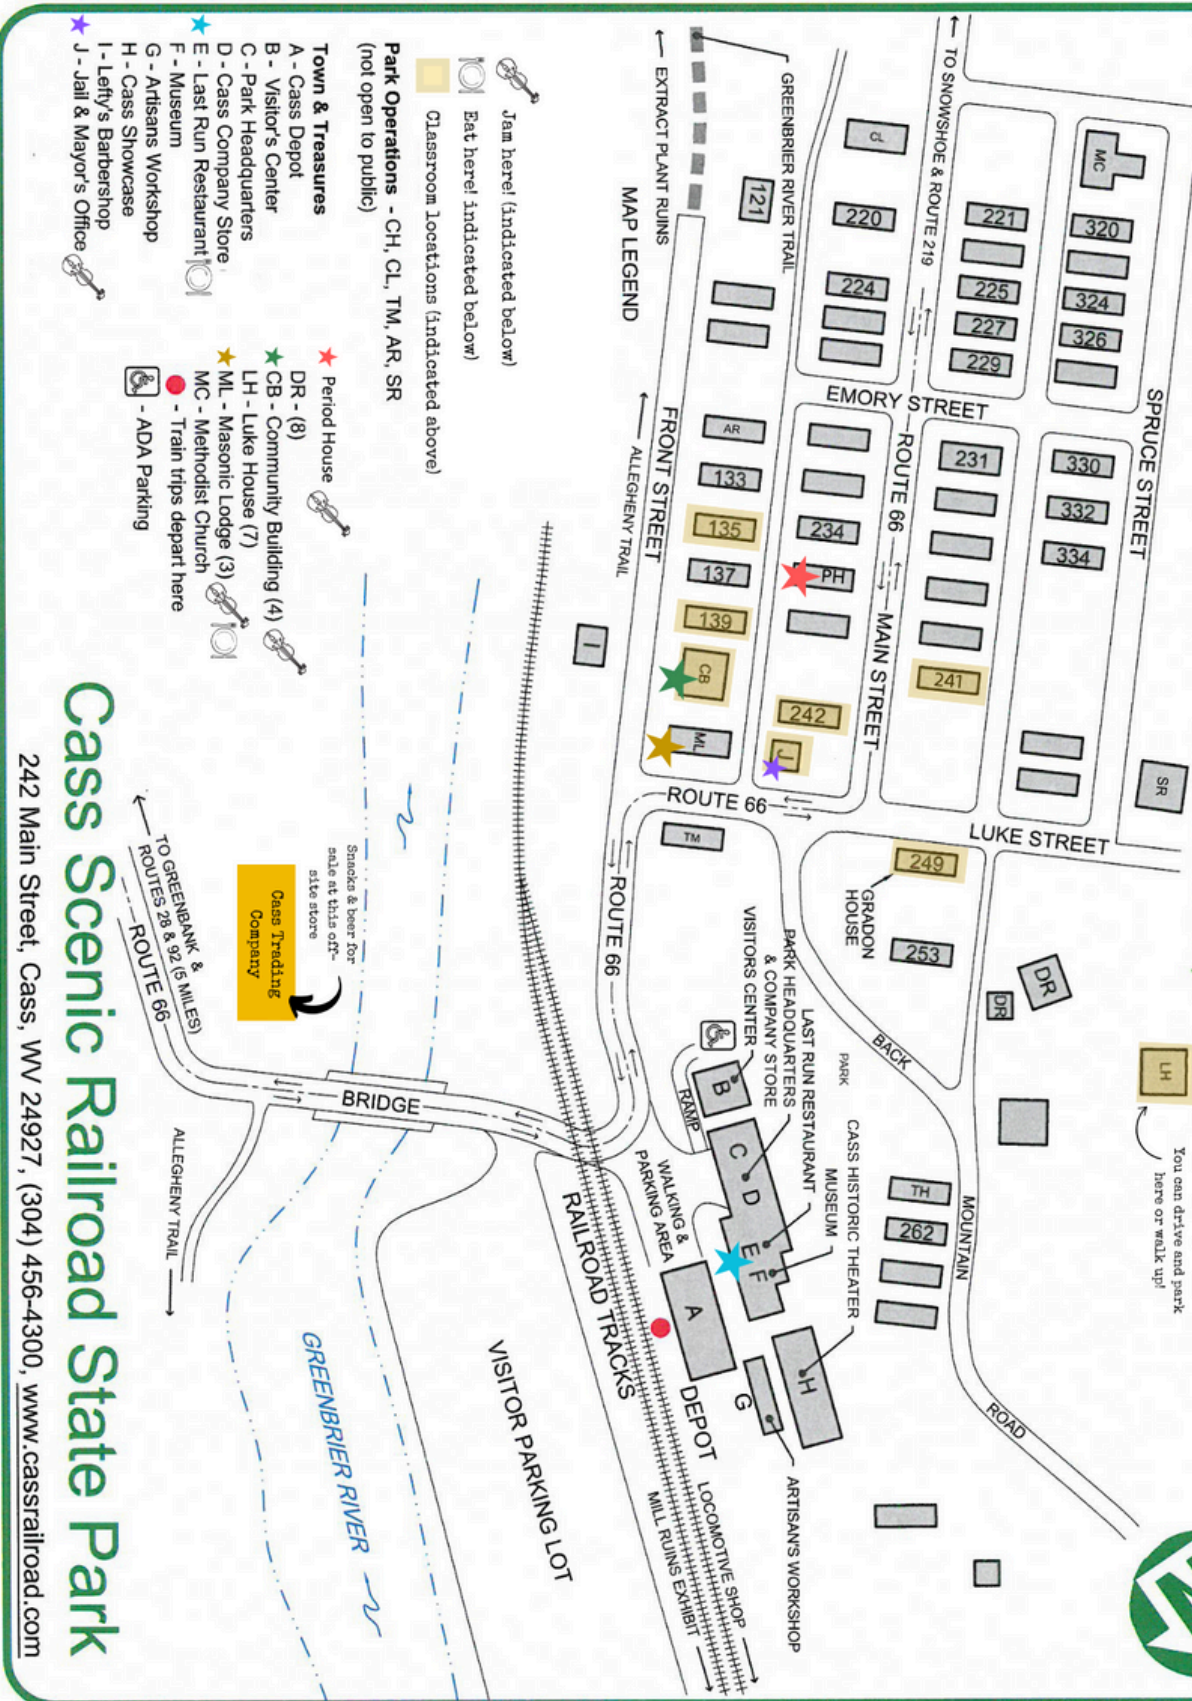 TO SNOWSHOE & ROUTE 219
SPRUCE STREET
MC
320
324
326
330
332
334
SR
221
225
227
229
231
241
EMORY STREET
ROUTE 66
MAIN STREET
LUKE STREET
CL
220
224
234
PH
242
J
GREENBRIER RIVER TRAIL
121
AR
133
135
137
139
CB
ML
EXTRACT PLANT RUINS
FRONT STREET
ALLEGHENY TRAIL
ROUTE 66
TM
I
249
GRADON
HOUSE
253
DR
DR
LH
You can drive and park
here or walk up!
BACK
MOUNTAIN
ROAD
PARK
TH
262
VISITORS CENTER
PARK HEADQUARTERS
& COMPANY STORE
LAST RUN RESTAURANT
MUSEUM
CASS HISTORIC THEATER
ARTISAN'S WORKSHOP
B
C
D
E
F
H
G
A
RAMP
ROUTE 66
WALKING &
PARKING AREA
DEPOT
RAILROAD TRACKS
LOCOMOTIVE SHOP
MILL RUINS EXHIBIT
VISITOR PARKING LOT
BRIDGE
GREENBRIER RIVER
ALLEGHENY TRAIL
TO GREENBANK &
ROUTES 28 & 92 (5 MILES)
ROUTE 66
Snacks & beer for
sale at this off-
site store
Cass Trading
Company
MAP LEGEND
Jam here! (indicated below)
Eat here! indicated below)
Classroom locations (indicated above)
Park Operations - CH, CL, TM, AR, SR
(not open to public)
Town & Treasures
A - Cass Depot
B - Visitor's Center
C - Park Headquarters
D - Cass Company Store
E - Last Run Restaurant
F - Museum
G - Artisans Workshop
H - Cass Showcase
I - Lefty's Barbershop
J - Jail & Mayor's Office
Period House
DR - (8)
CB - Community Building (4)
LH - Luke House (7)
ML - Masonic Lodge (3)
MC - Methodist Church
- Train trips depart here
- ADA Parking
Cass Scenic Railroad State Park
242 Main Street, Cass, WV 24927, (304) 456-4300, www.cassrailroad.com